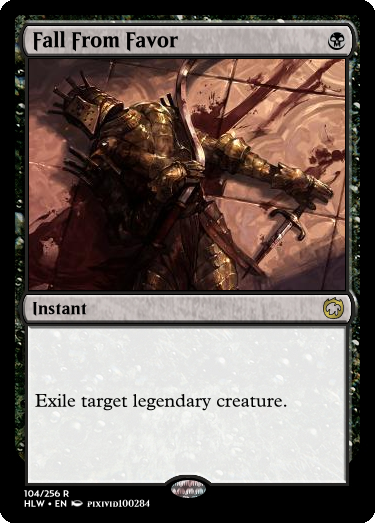 Fall From Favor
Instant
Exile target legendary creature.
104/256 R
HLW • EN pixivid100284